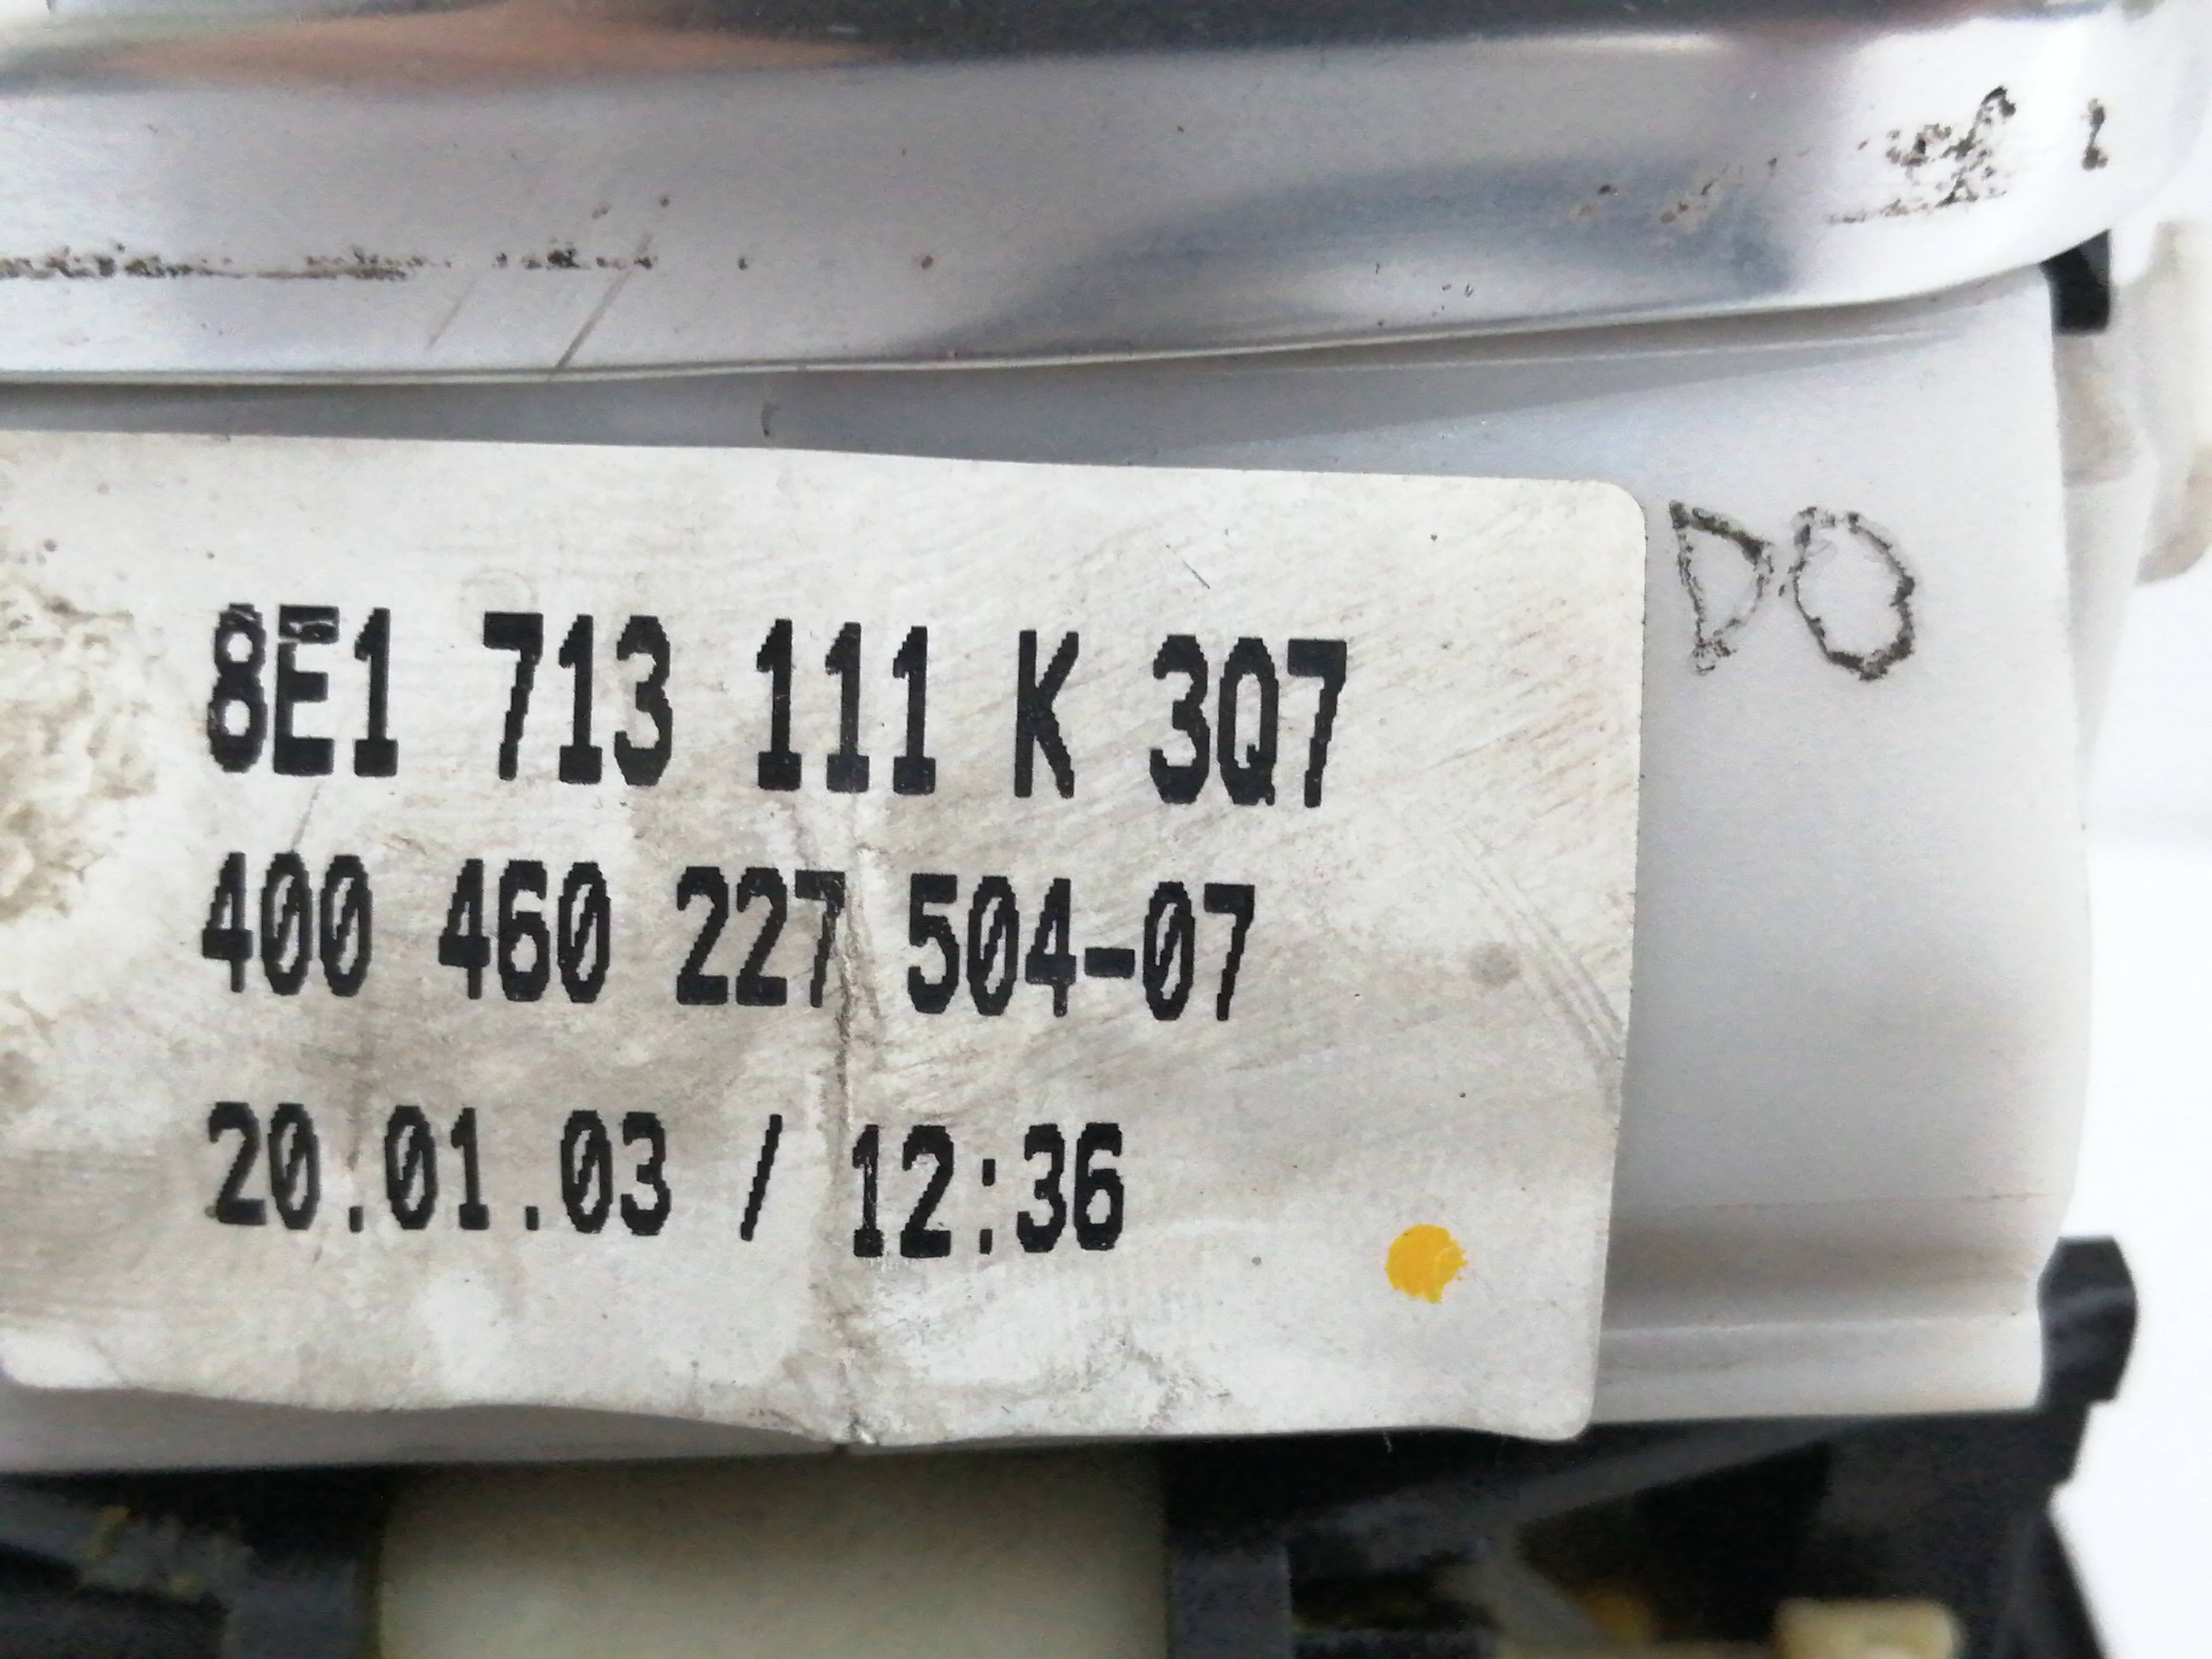 8E1 713 111 K 3Q7
DO
400 460 227 504-07
20.01.03 / 12:36